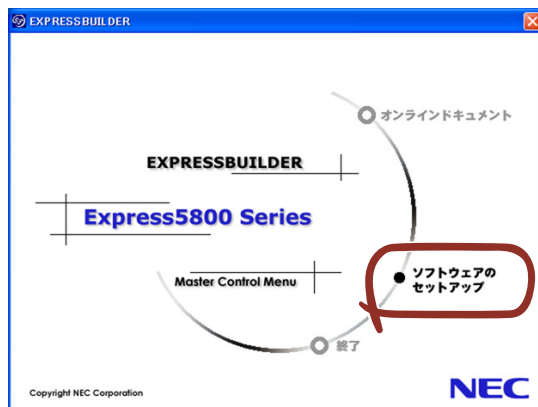 EXPRESSBUILDER
オンラインドキュメント
EXPRESSBUILDER
Express5800 Series
ソフトウェアの
セットアップ
Master Control Menu
終了
Copyright NEC Corporation
NEC